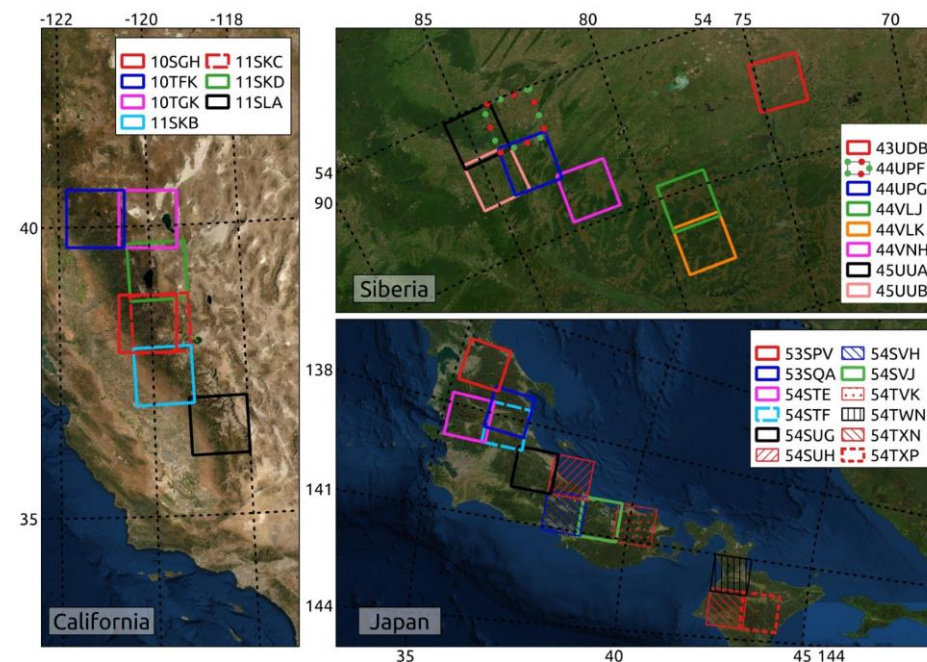 -122 -120 -118
10SGH 11SKC
10TFK 11SKD
10TGK 11SLA
11SKB
40
35
California
85 80 54 75 70
54
90
43UDB
44UPF
44UPG
44VLJ
44VLK
44VNH
45UUA
45UUB
Siberia
138
141
144
53SPV 54SVH
53SQA 54SVJ
54STE 54TVK
54STF 54TWN
54SUG 54TXN
54SUH 54TXP
Japan
35 40 45 144